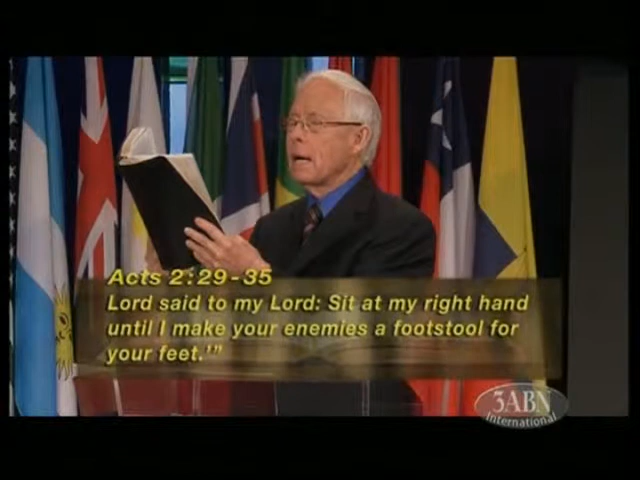 Acts 2:29-35
Lord said to my Lord: Sit at my right hand
until I make your enemies a footstool for
your feet.'"
3ABN
International